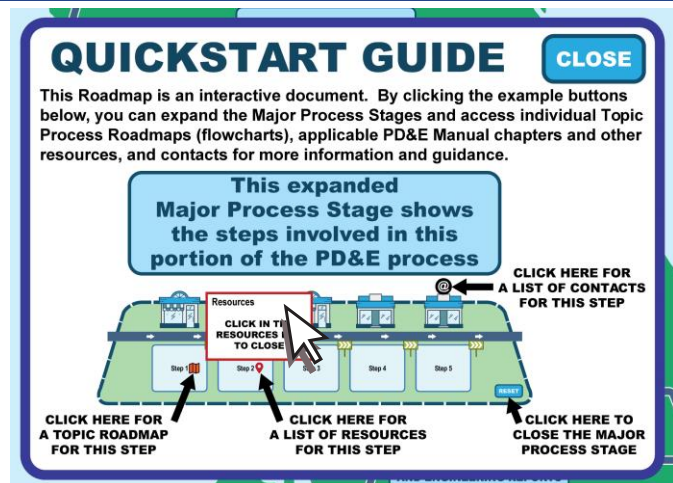 QUICKSTART GUIDE
CLOSE
This Roadmap is an interactive document. By clicking the example buttons
below, you can expand the Major Process Stages and access individual Topic
Process Roadmaps (flowcharts), applicable PD&E Manual chapters and other
resources, and contacts for more information and guidance.
This expanded
Major Process Stage shows
the steps involved in this
portion of the PD&E process
@
CLICK HERE FOR
A LIST OF CONTACTS
FOR THIS STEP
Resources
CLICK IN
RESOURCES
TO CLOSE
Step 1
Step 2
Step 3
Step 4
Step 5
RESET
CLICK HERE FOR
A TOPIC ROADMAP
FOR THIS STEP
CLICK HERE FOR
A LIST OF RESOURCES
FOR THIS STEP
CLICK HERE TO
CLOSE THE MAJOR
PROCESS STAGE
AND ENGINEERING REPORTS